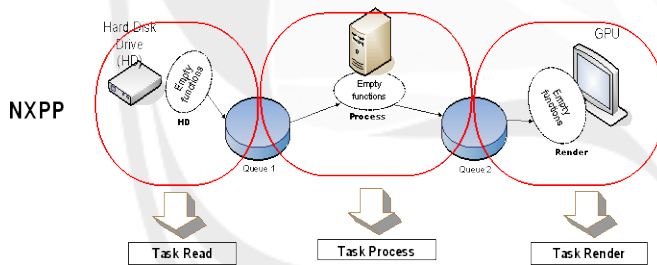 NXPP
Hard Disk
Drive
(HD)
Empty
functions
HD
Queue 1
Empty
functions
Process
Queue 2
GPU
Empty
functions
Render
Task Read
Task Process
Task Render